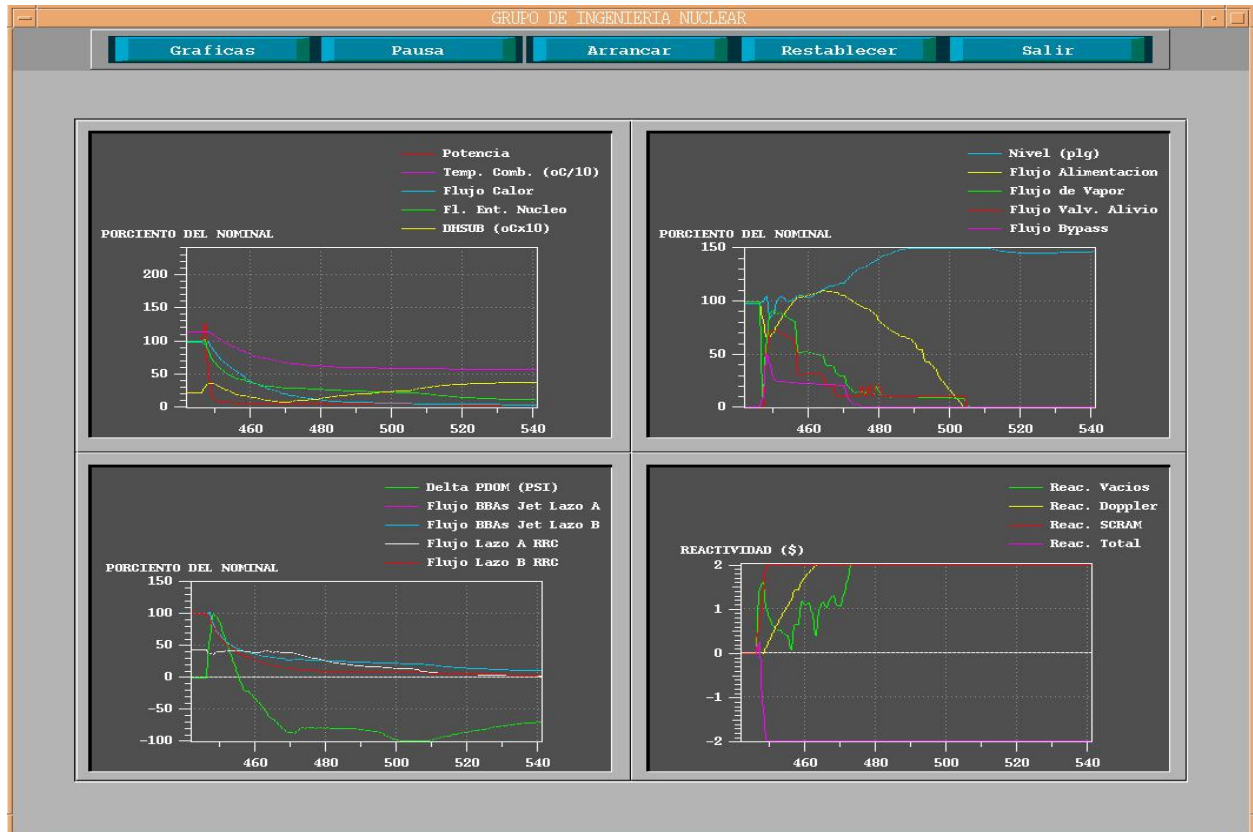 GRUPO DE INGENIERIA NUCLEAR
Graficas Pausa Arrancar Restablecer Salir
Potencia
Temp. Comb. (oC/10)
Flujo Calor
Fl. Ent. Nucleo
DHSUB (oCx10)
PORCIENTO DEL NOMINAL
200
150
100
50
0
460 480 500 520 540
Nivel (plg)
Flujo Alimentacion
Flujo de Vapor
Flujo Valv. Alivio
Flujo Bypass
PORCIENTO DEL NOMINAL
150
100
50
0
460 480 500 520 540
Delta PDOM (PSI)
Flujo BBAs Jet Lazo A
Flujo BBAs Jet Lazo B
Flujo Lazo A RRC
Flujo Lazo B RRC
PORCIENTO DEL NOMINAL
150
100
50
0
-50
-100
460 480 500 520 540
Reac. Vacios
Reac. Doppler
Reac. SCRAM
Reac. Total
REACTIVIDAD ($)
2
1
0
-1
-2
460 480 500 520 540